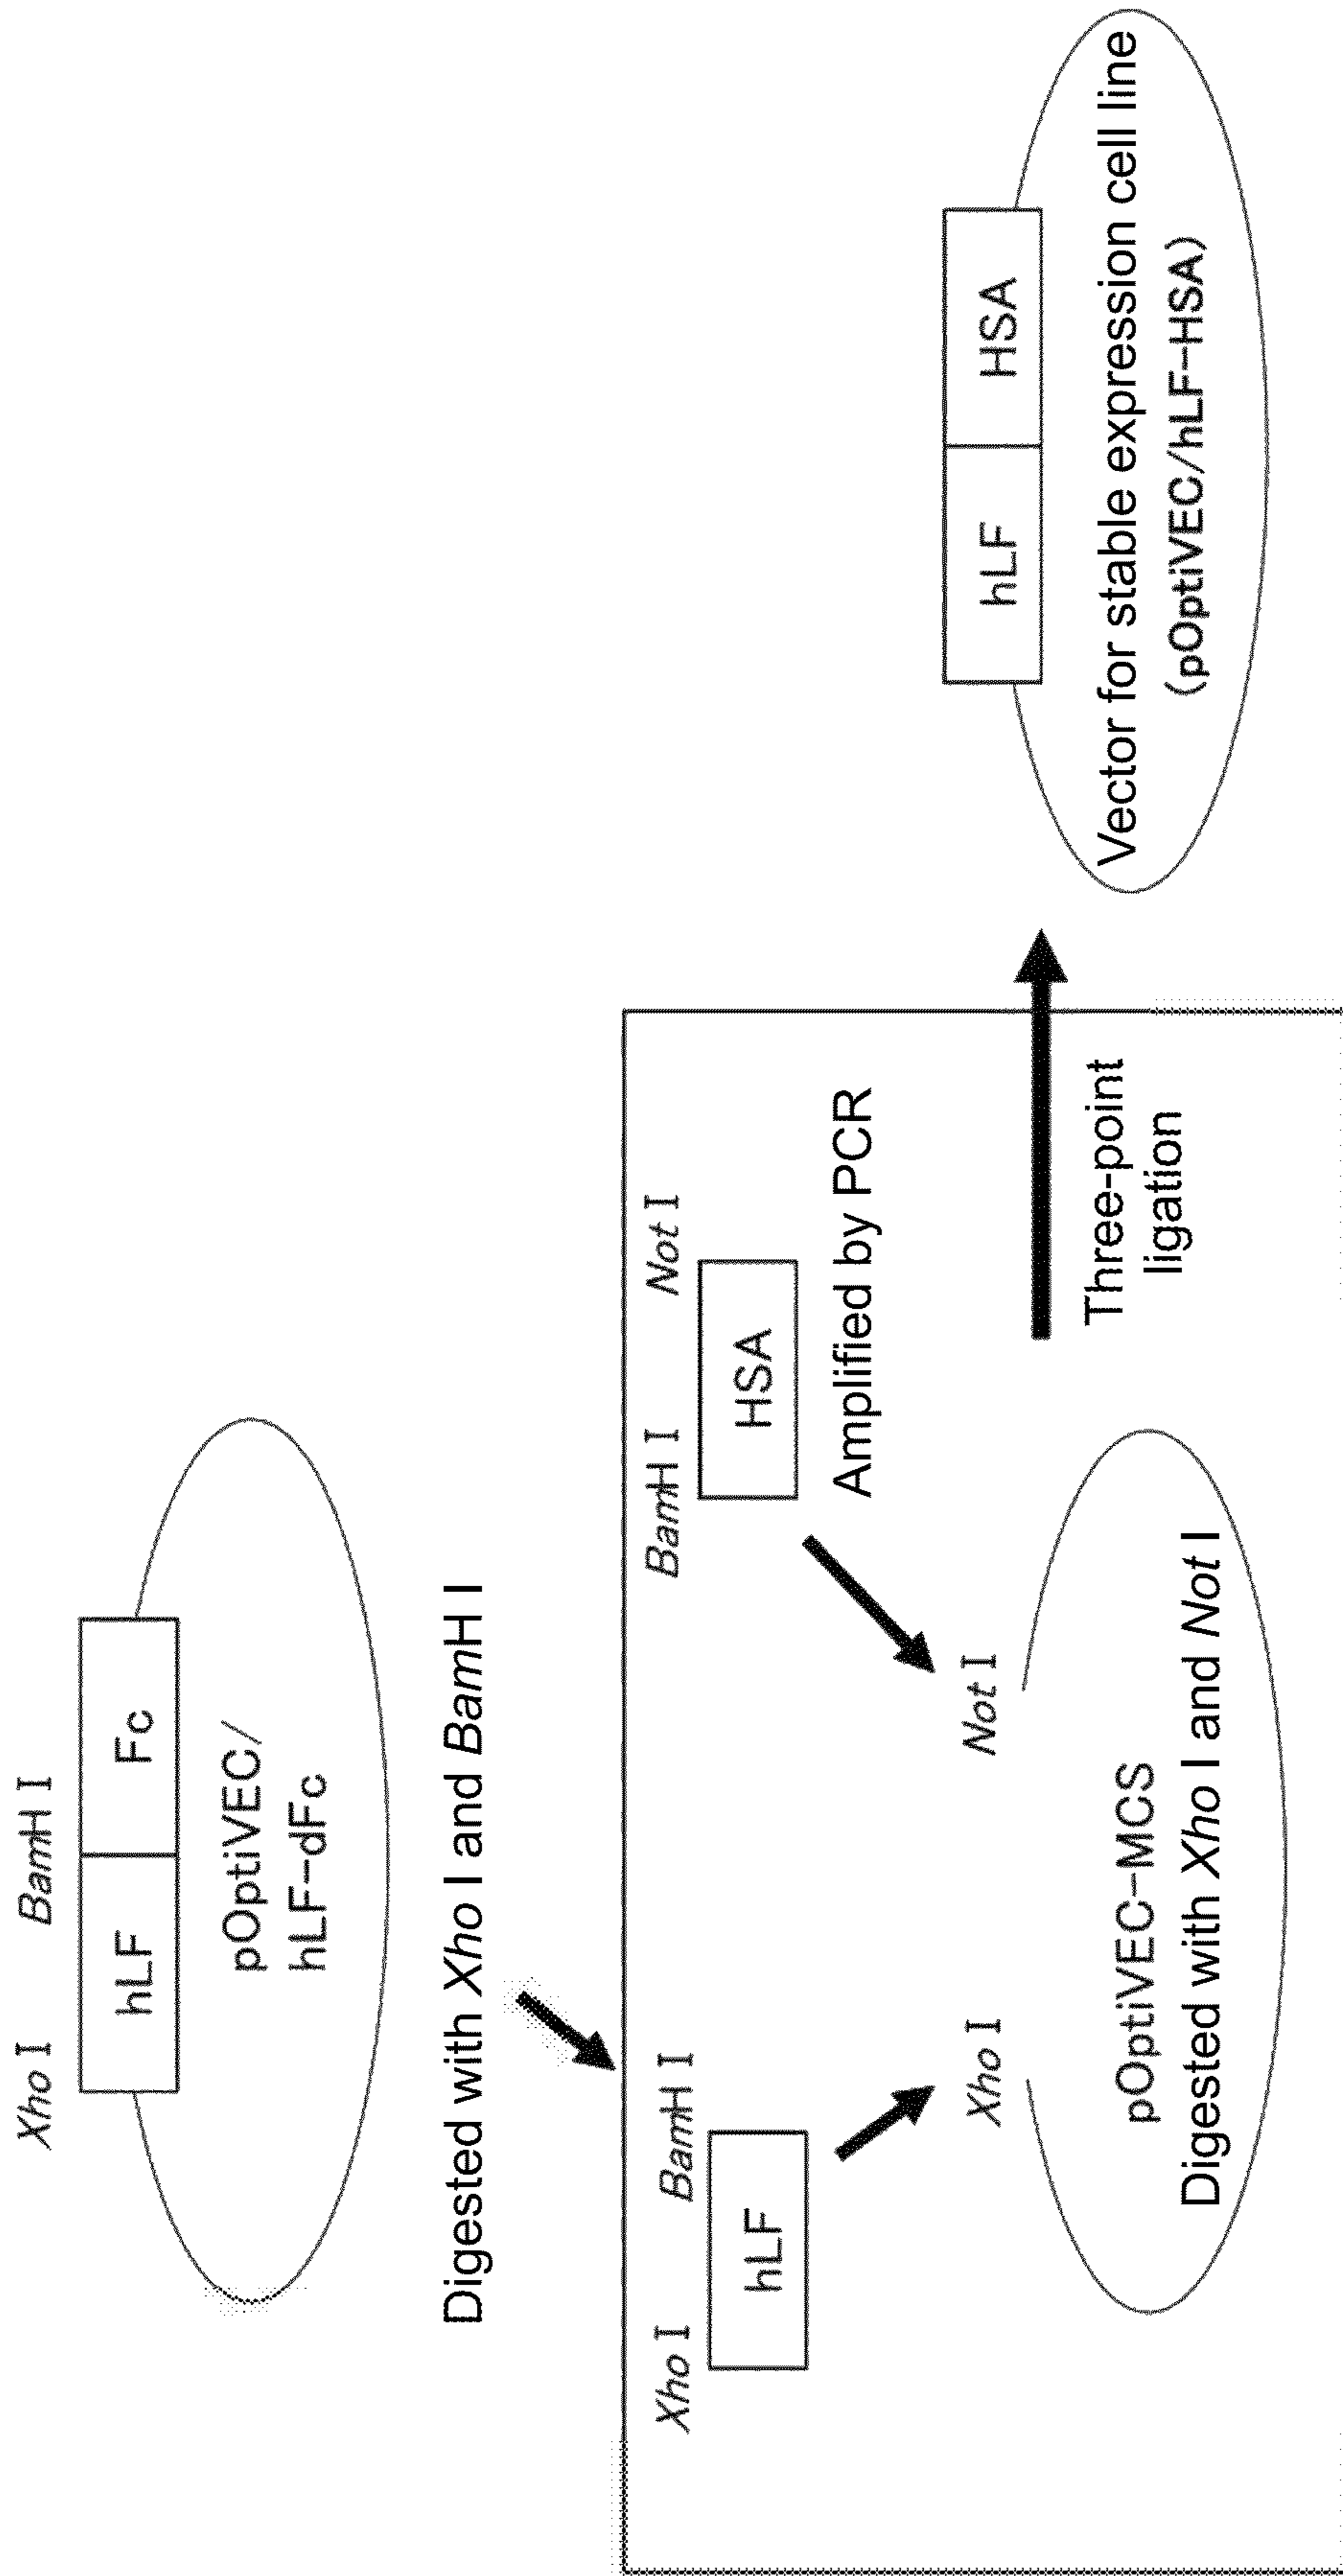 Xho I
BamH I
hLF
Fc
pOptiVEC/
hLF-dFc
Digested with Xho I and BamH I
Xho I
BamH I
hLF
BamH I
Not I
HSA
Amplified by PCR
Xho I
Not I
pOptiVEC-MCS
Digested with Xho I and Not I
Three-point
ligation
hLF
HSA
Vector for stable expression cell line
(pOptiVEC/hLF-HSA)